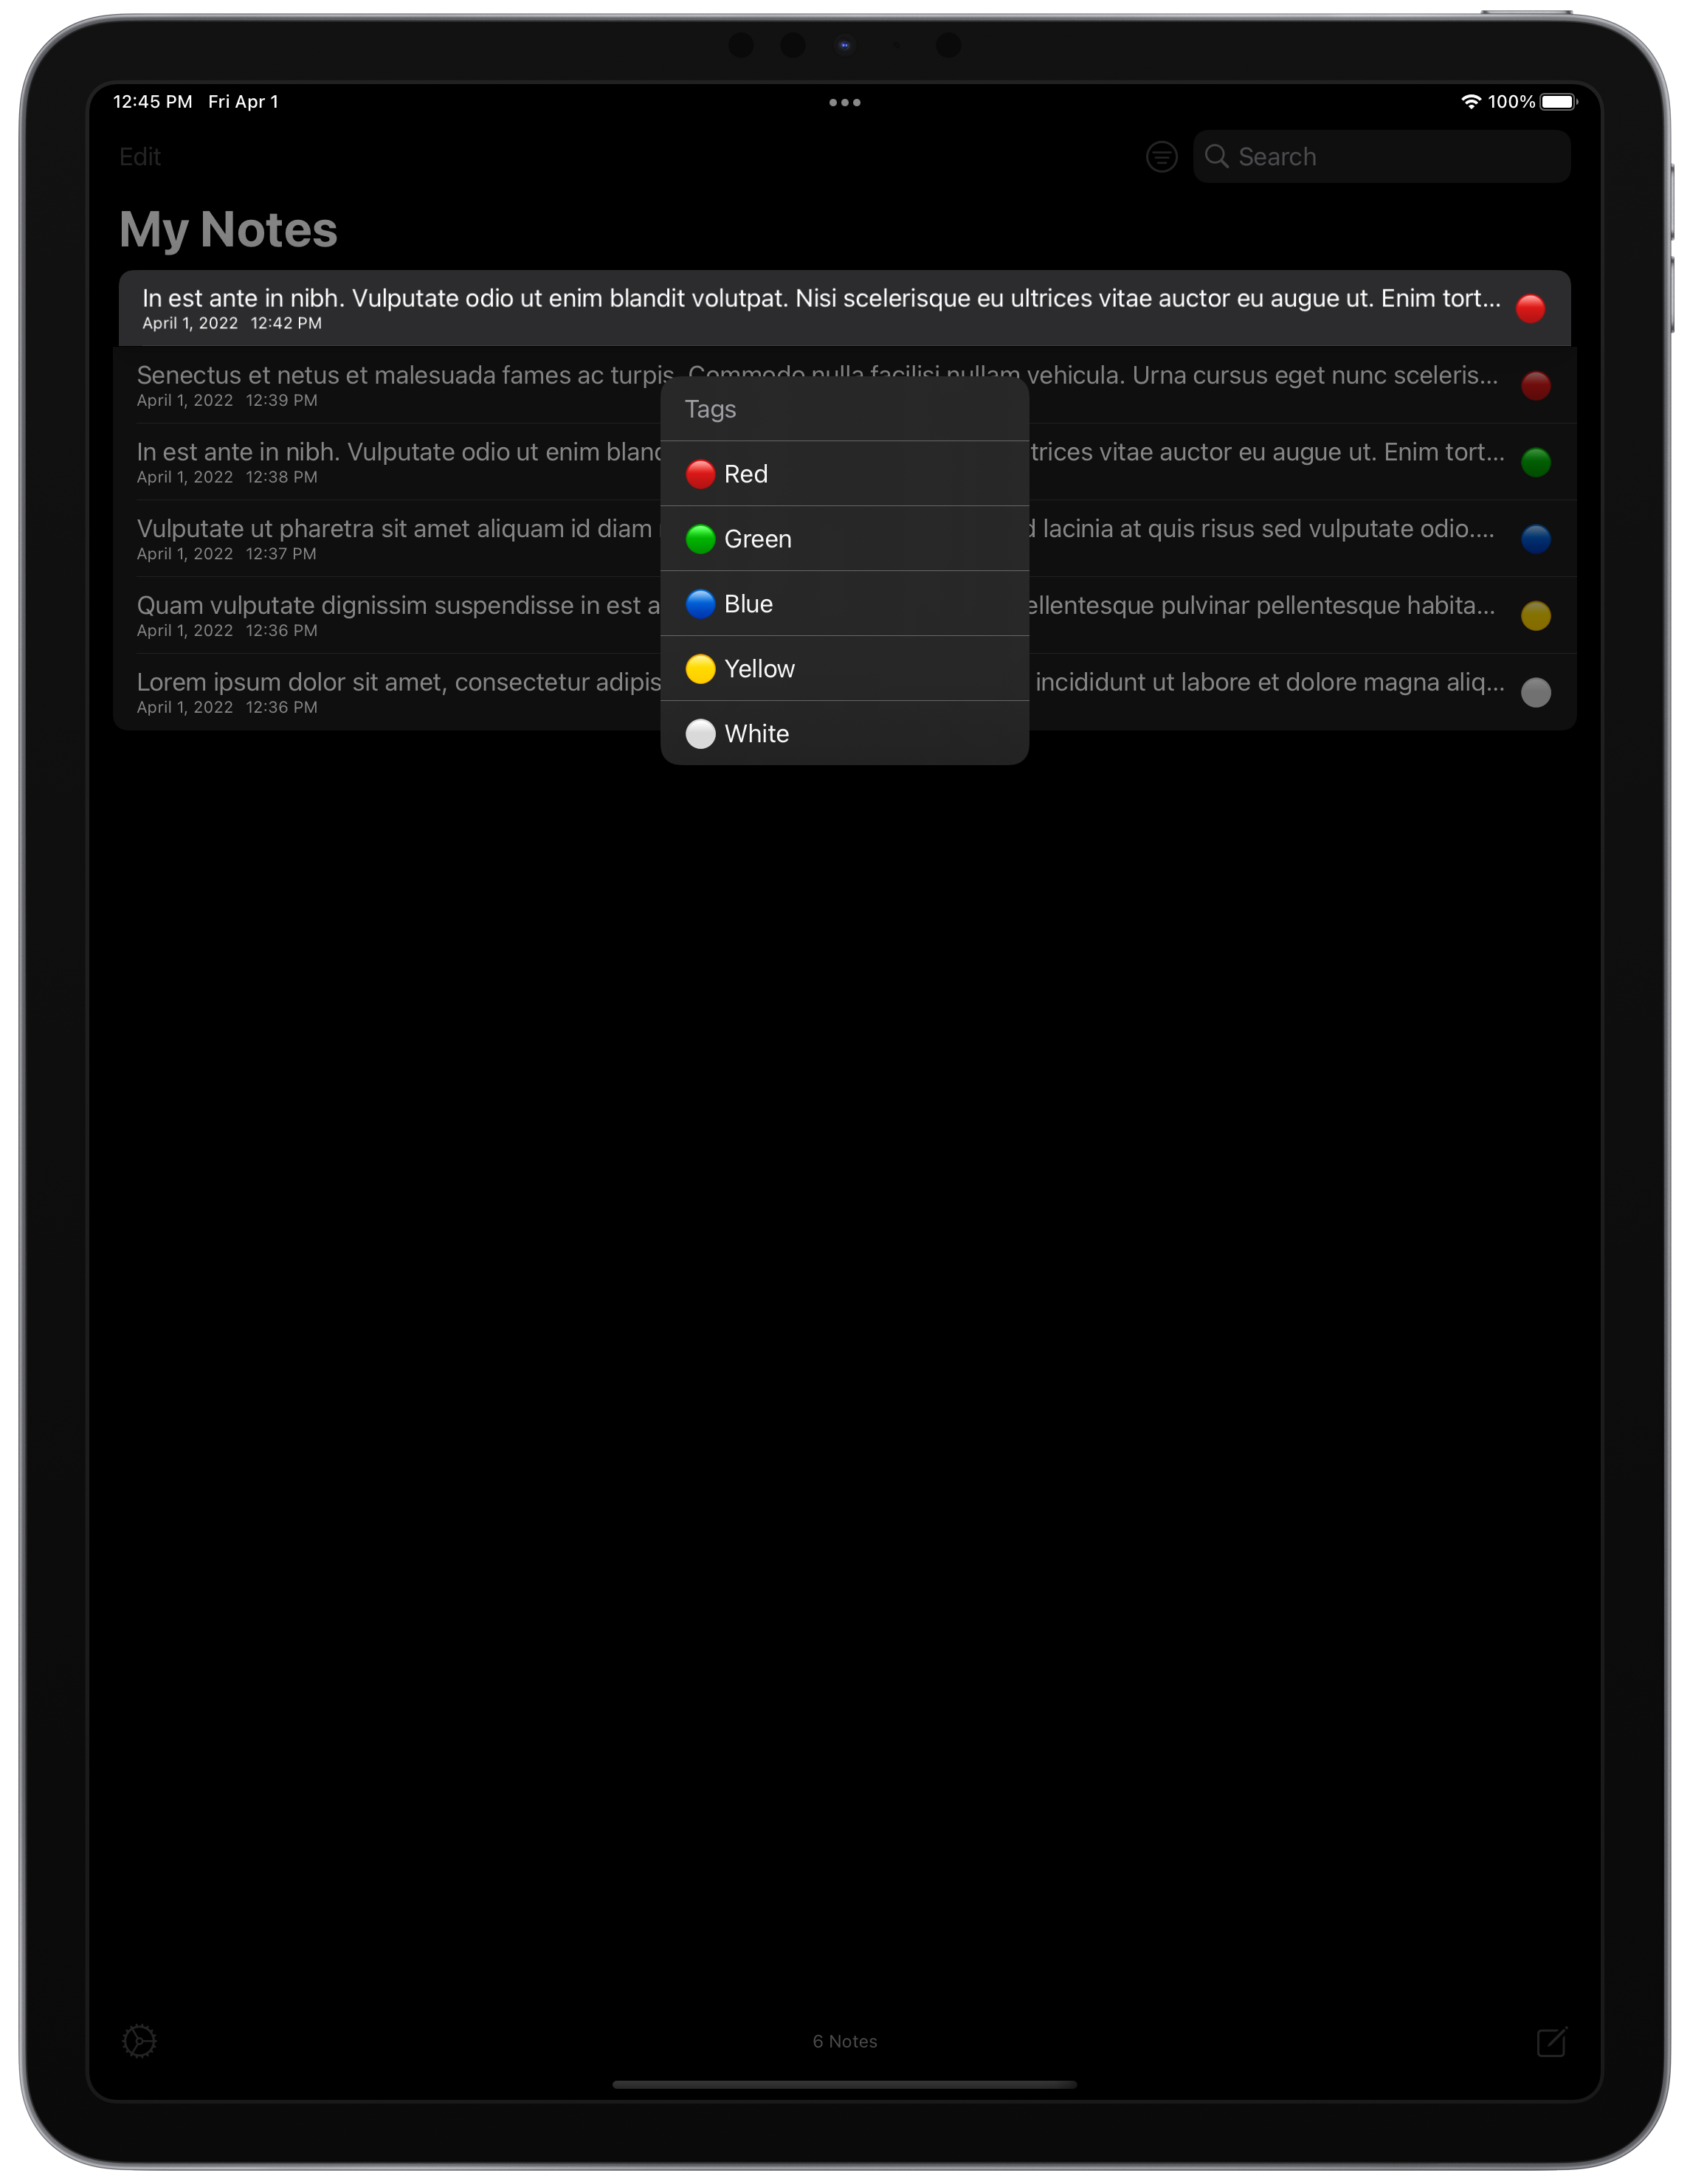 12:45 PM Fri Apr 1
100%
Edit
Search
My Notes
In est ante in nibh. Vulputate odio ut enim blandit volutpat. Nisi scelerisque eu ultrices vitae auctor eu augue ut. Enim tort...
April 1, 2022 12:42 PM
Senectus et netus et malesuada fames ac turpis. Commodo nulla facilisi nullam vehicula. Urna cursus eget nunc sceleris...
April 1, 2022 12:39 PM
In est ante in nibh. Vulputate odio ut enim trices vitae auctor eu augue ut. Enim tort...
April 1, 2022 12:38 PM
Vulputate ut pharetra sit amet aliquam id diam lacinia at quis risus sed vulputate odio....
April 1, 2022 12:37 PM
Quam vulputate dignissim suspendisse in est ellentesque pulvinar pellentesque habita...
April 1, 2022 12:36 PM
Lorem ipsum dolor sit amet, consectetur adipis incididunt ut labore et dolore magna aliq...
April 1, 2022 12:36 PM
Tags
Red
Green
Blue
Yellow
White
6 Notes